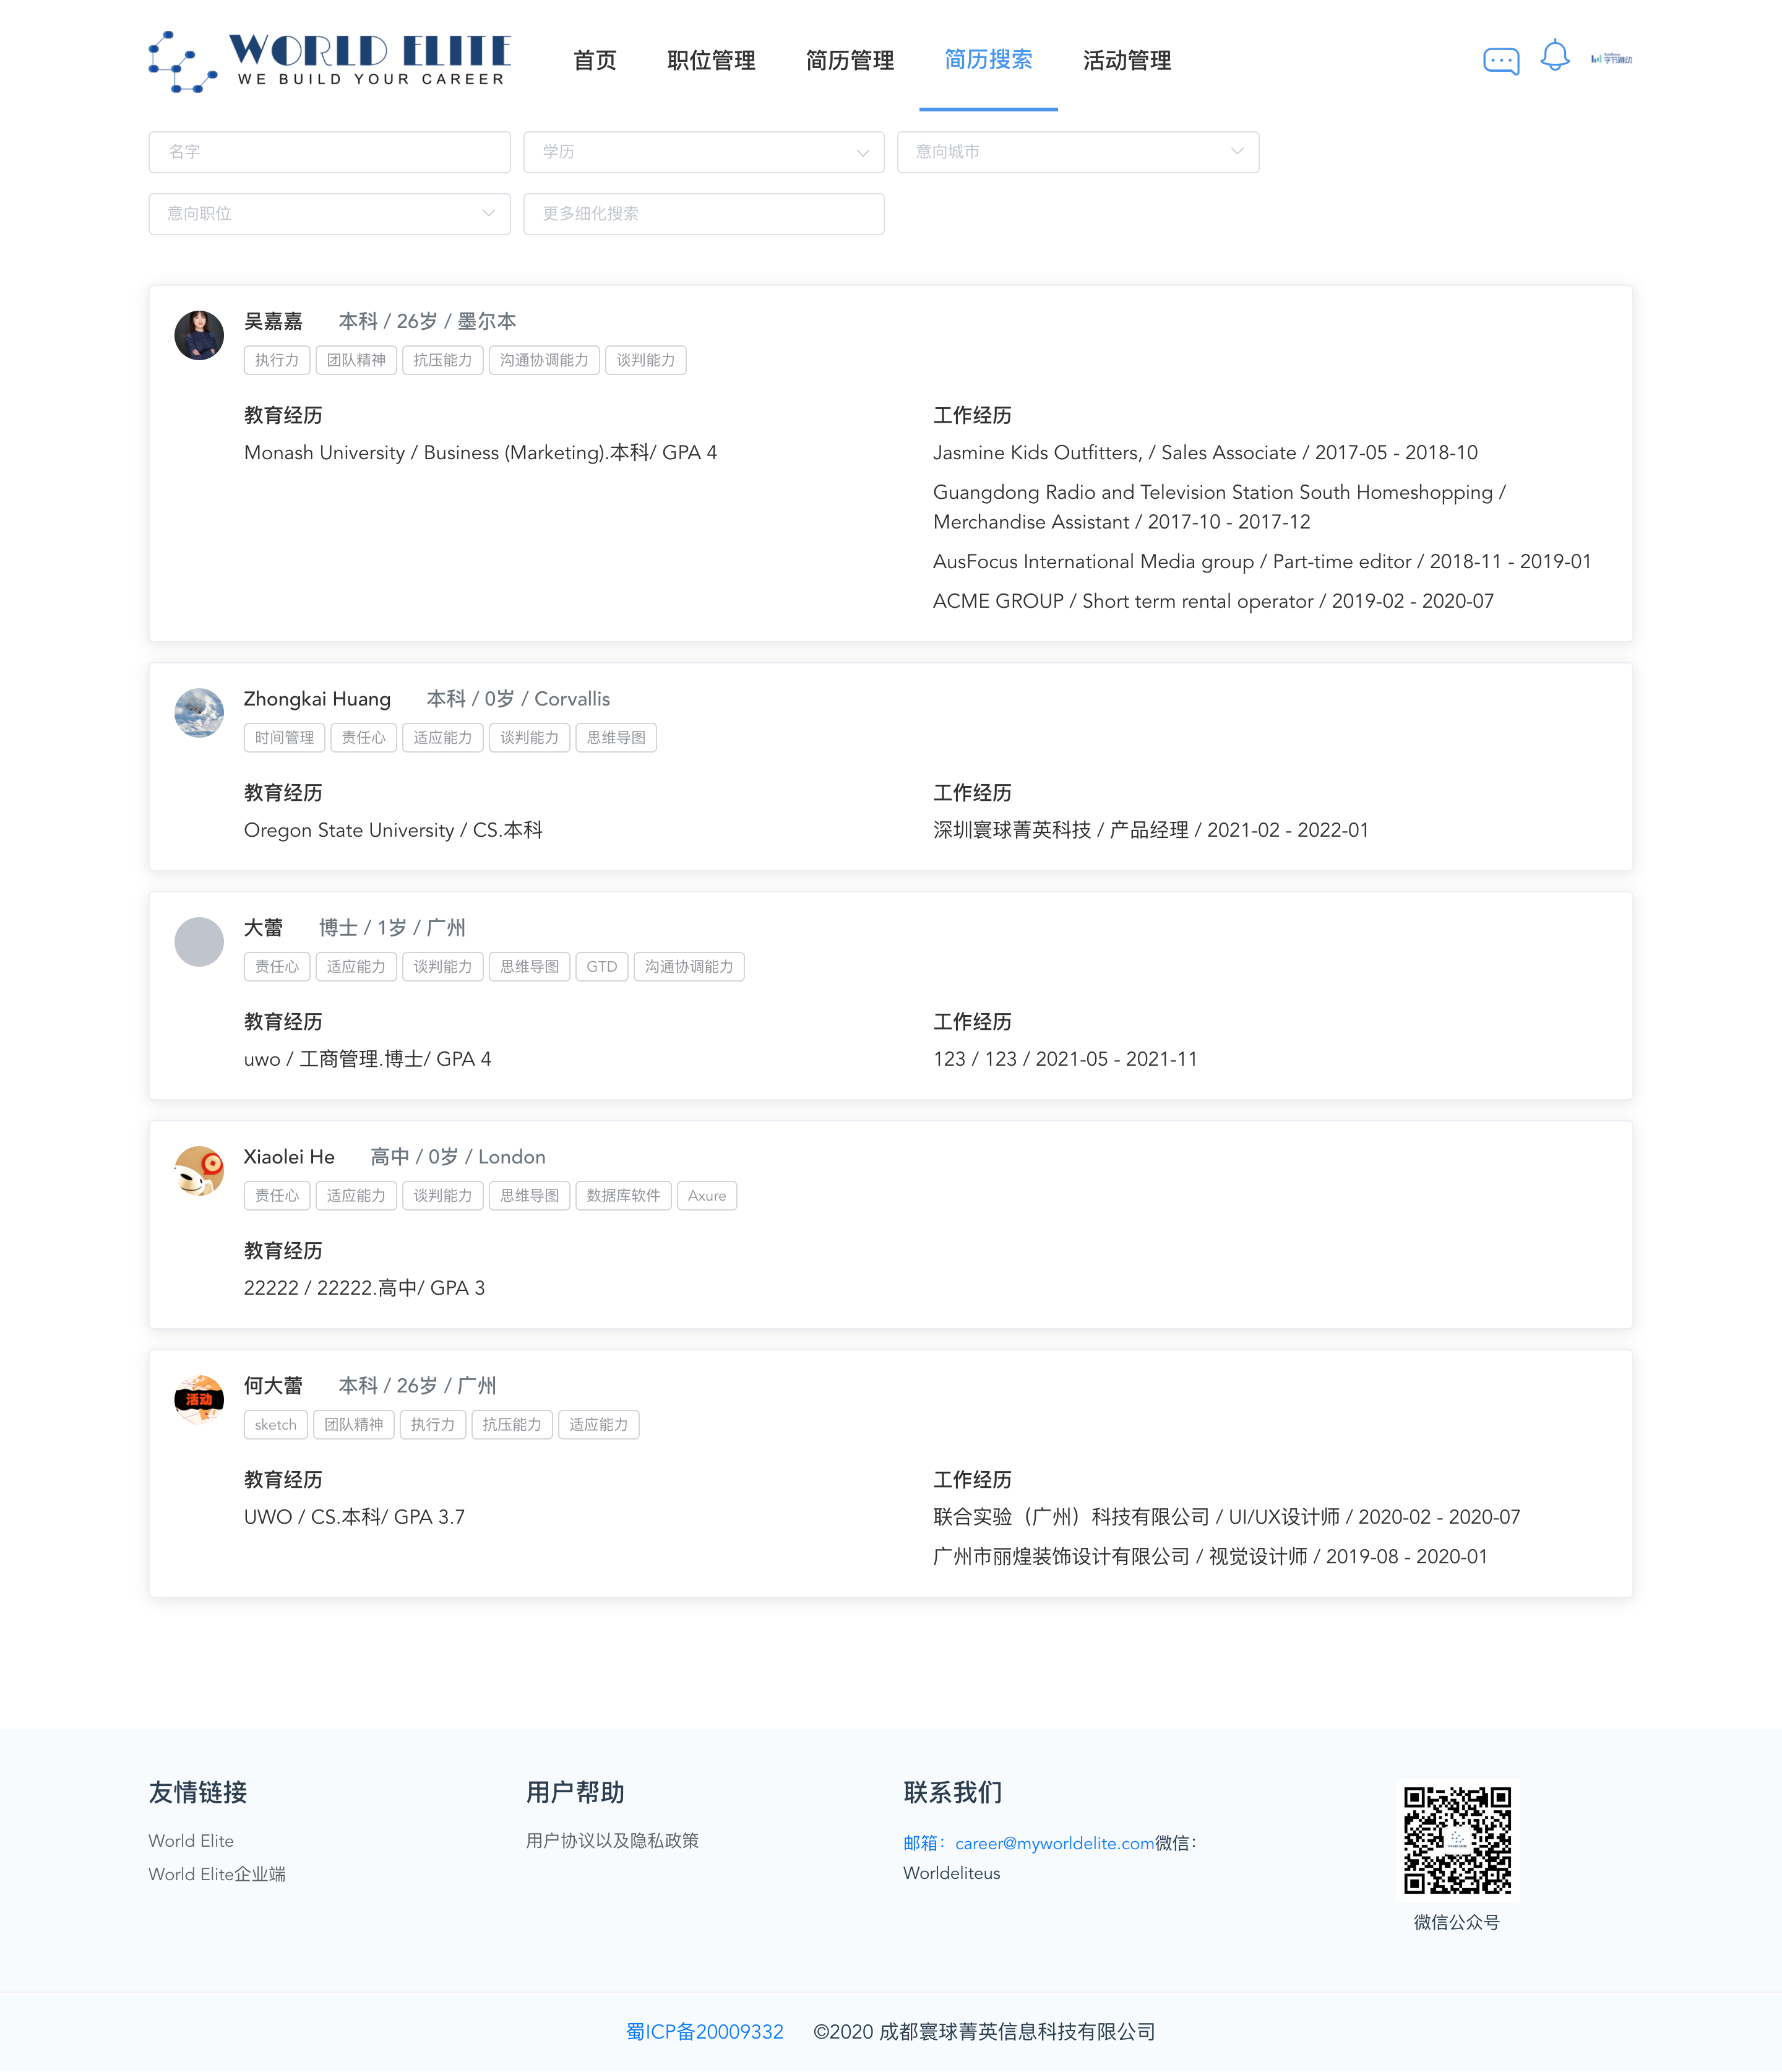 WORLD ELITE
WE BUILD YOUR CAREER
首页 职位管理 简历管理 简历搜索 活动管理
字节跳动
名字 学历 意向城市
意向职位 更多细化搜索
吴嘉嘉 本科 / 26岁 / 墨尔本
执行力 团队精神 抗压能力 沟通协调能力 谈判能力
教育经历
Monash University / Business (Marketing).本科/ GPA 4
工作经历
Jasmine Kids Outfitters, / Sales Associate / 2017-05 - 2018-10
Guangdong Radio and Television Station South Homeshopping /
Merchandise Assistant / 2017-10 - 2017-12
AusFocus International Media group / Part-time editor / 2018-11 - 2019-01
ACME GROUP / Short term rental operator / 2019-02 - 2020-07
Zhongkai Huang 本科 / 0岁 / Corvallis
时间管理 责任心 适应能力 谈判能力 思维导图
教育经历
Oregon State University / CS.本科
工作经历
深圳寰球菁英科技 / 产品经理 / 2021-02 - 2022-01
大蕾 博士 / 1岁 / 广州
责任心 适应能力 谈判能力 思维导图 GTD 沟通协调能力
教育经历
uwo / 工商管理.博士/ GPA 4
工作经历
123 / 123 / 2021-05 - 2021-11
Xiaolei He 高中 / 0岁 / London
责任心 适应能力 谈判能力 思维导图 数据库软件 Axure
教育经历
22222 / 22222.高中/ GPA 3
活动
何大蕾 本科 / 26岁 / 广州
sketch 团队精神 执行力 抗压能力 适应能力
教育经历
UWO / CS.本科/ GPA 3.7
工作经历
联合实验（广州）科技有限公司 / UI/UX设计师 / 2020-02 - 2020-07
广州市丽煌装饰设计有限公司 / 视觉设计师 / 2019-08 - 2020-01
友情链接
World Elite
World Elite企业端
用户帮助
用户协议以及隐私政策
联系我们
邮箱：career@myworldelite.com微信：
Worldeliteus
微信公众号
蜀ICP备20009332 ©2020 成都寰球菁英信息科技有限公司